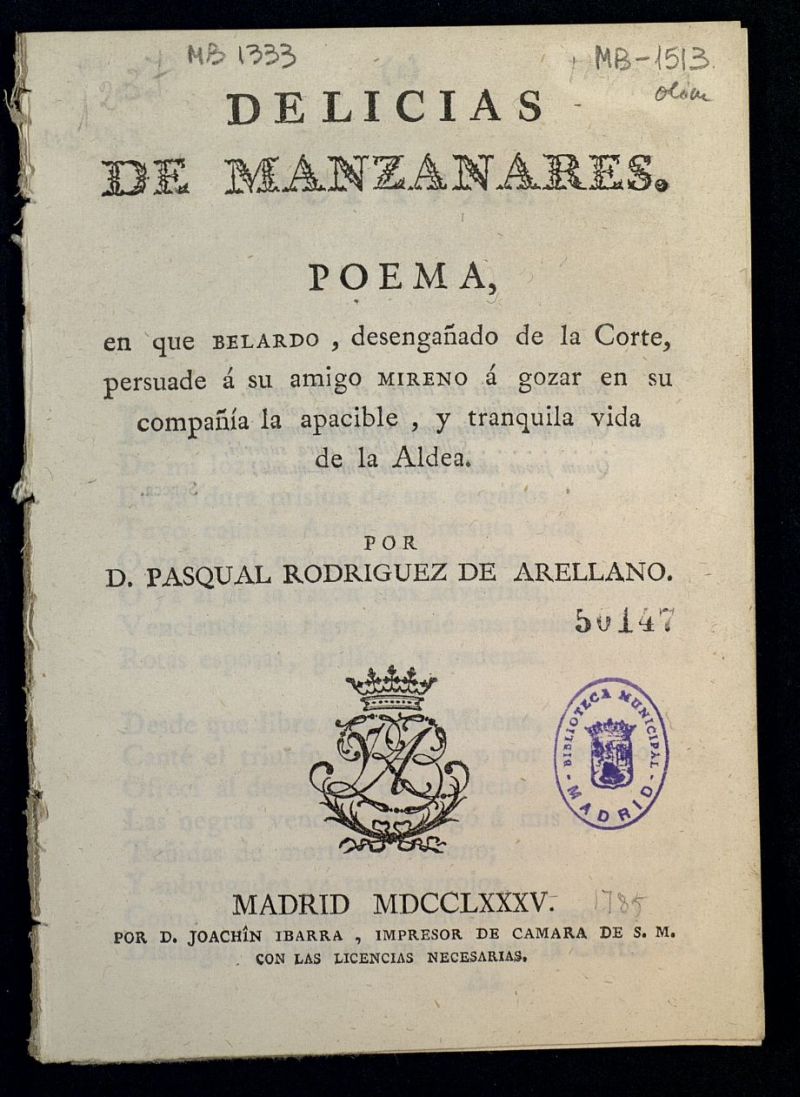 MB 1333
MB-1513
DELICIAS
DE MANZANARES.
POEMA,
en que BELARDO , desengañado de la Corte,
persuade á su amigo MIRENO á gozar en su
compañía la apacible , y tranquila vida
de la Aldea.
POR
D. PASQUAL RODRIGUEZ DE ARELLANO.
50147
BIBLIOTECA MUNICIPAL
- MADRID -
MADRID MDCCLXXXV.
1785
POR D. JOACHÎN IBARRA , IMPRESOR DE CAMARA DE S. M.
CON LAS LICENCIAS NECESARIAS.